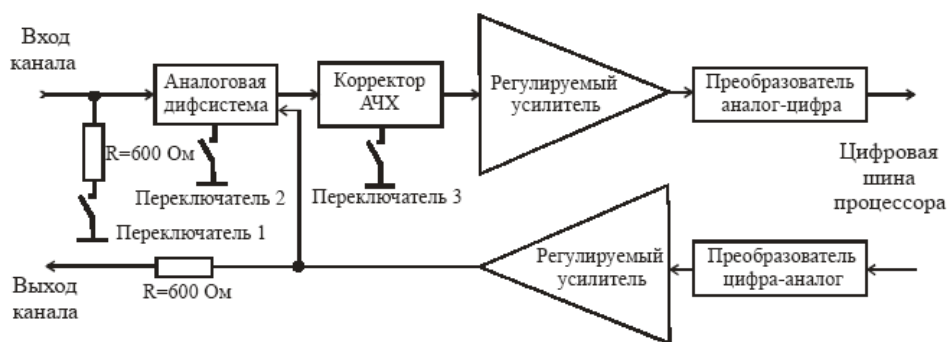 Вход
канала
Аналоговая
дифсистема
Корректор
АЧХ
Регулируемый
усилитель
Преобразователь
аналог-цифра
R=600 Ом
Переключатель 2
Переключатель 3
Переключатель 1
Цифровая
шина
процессора
Выход
канала
R=600 Ом
Регулируемый
усилитель
Преобразователь
цифра-аналог